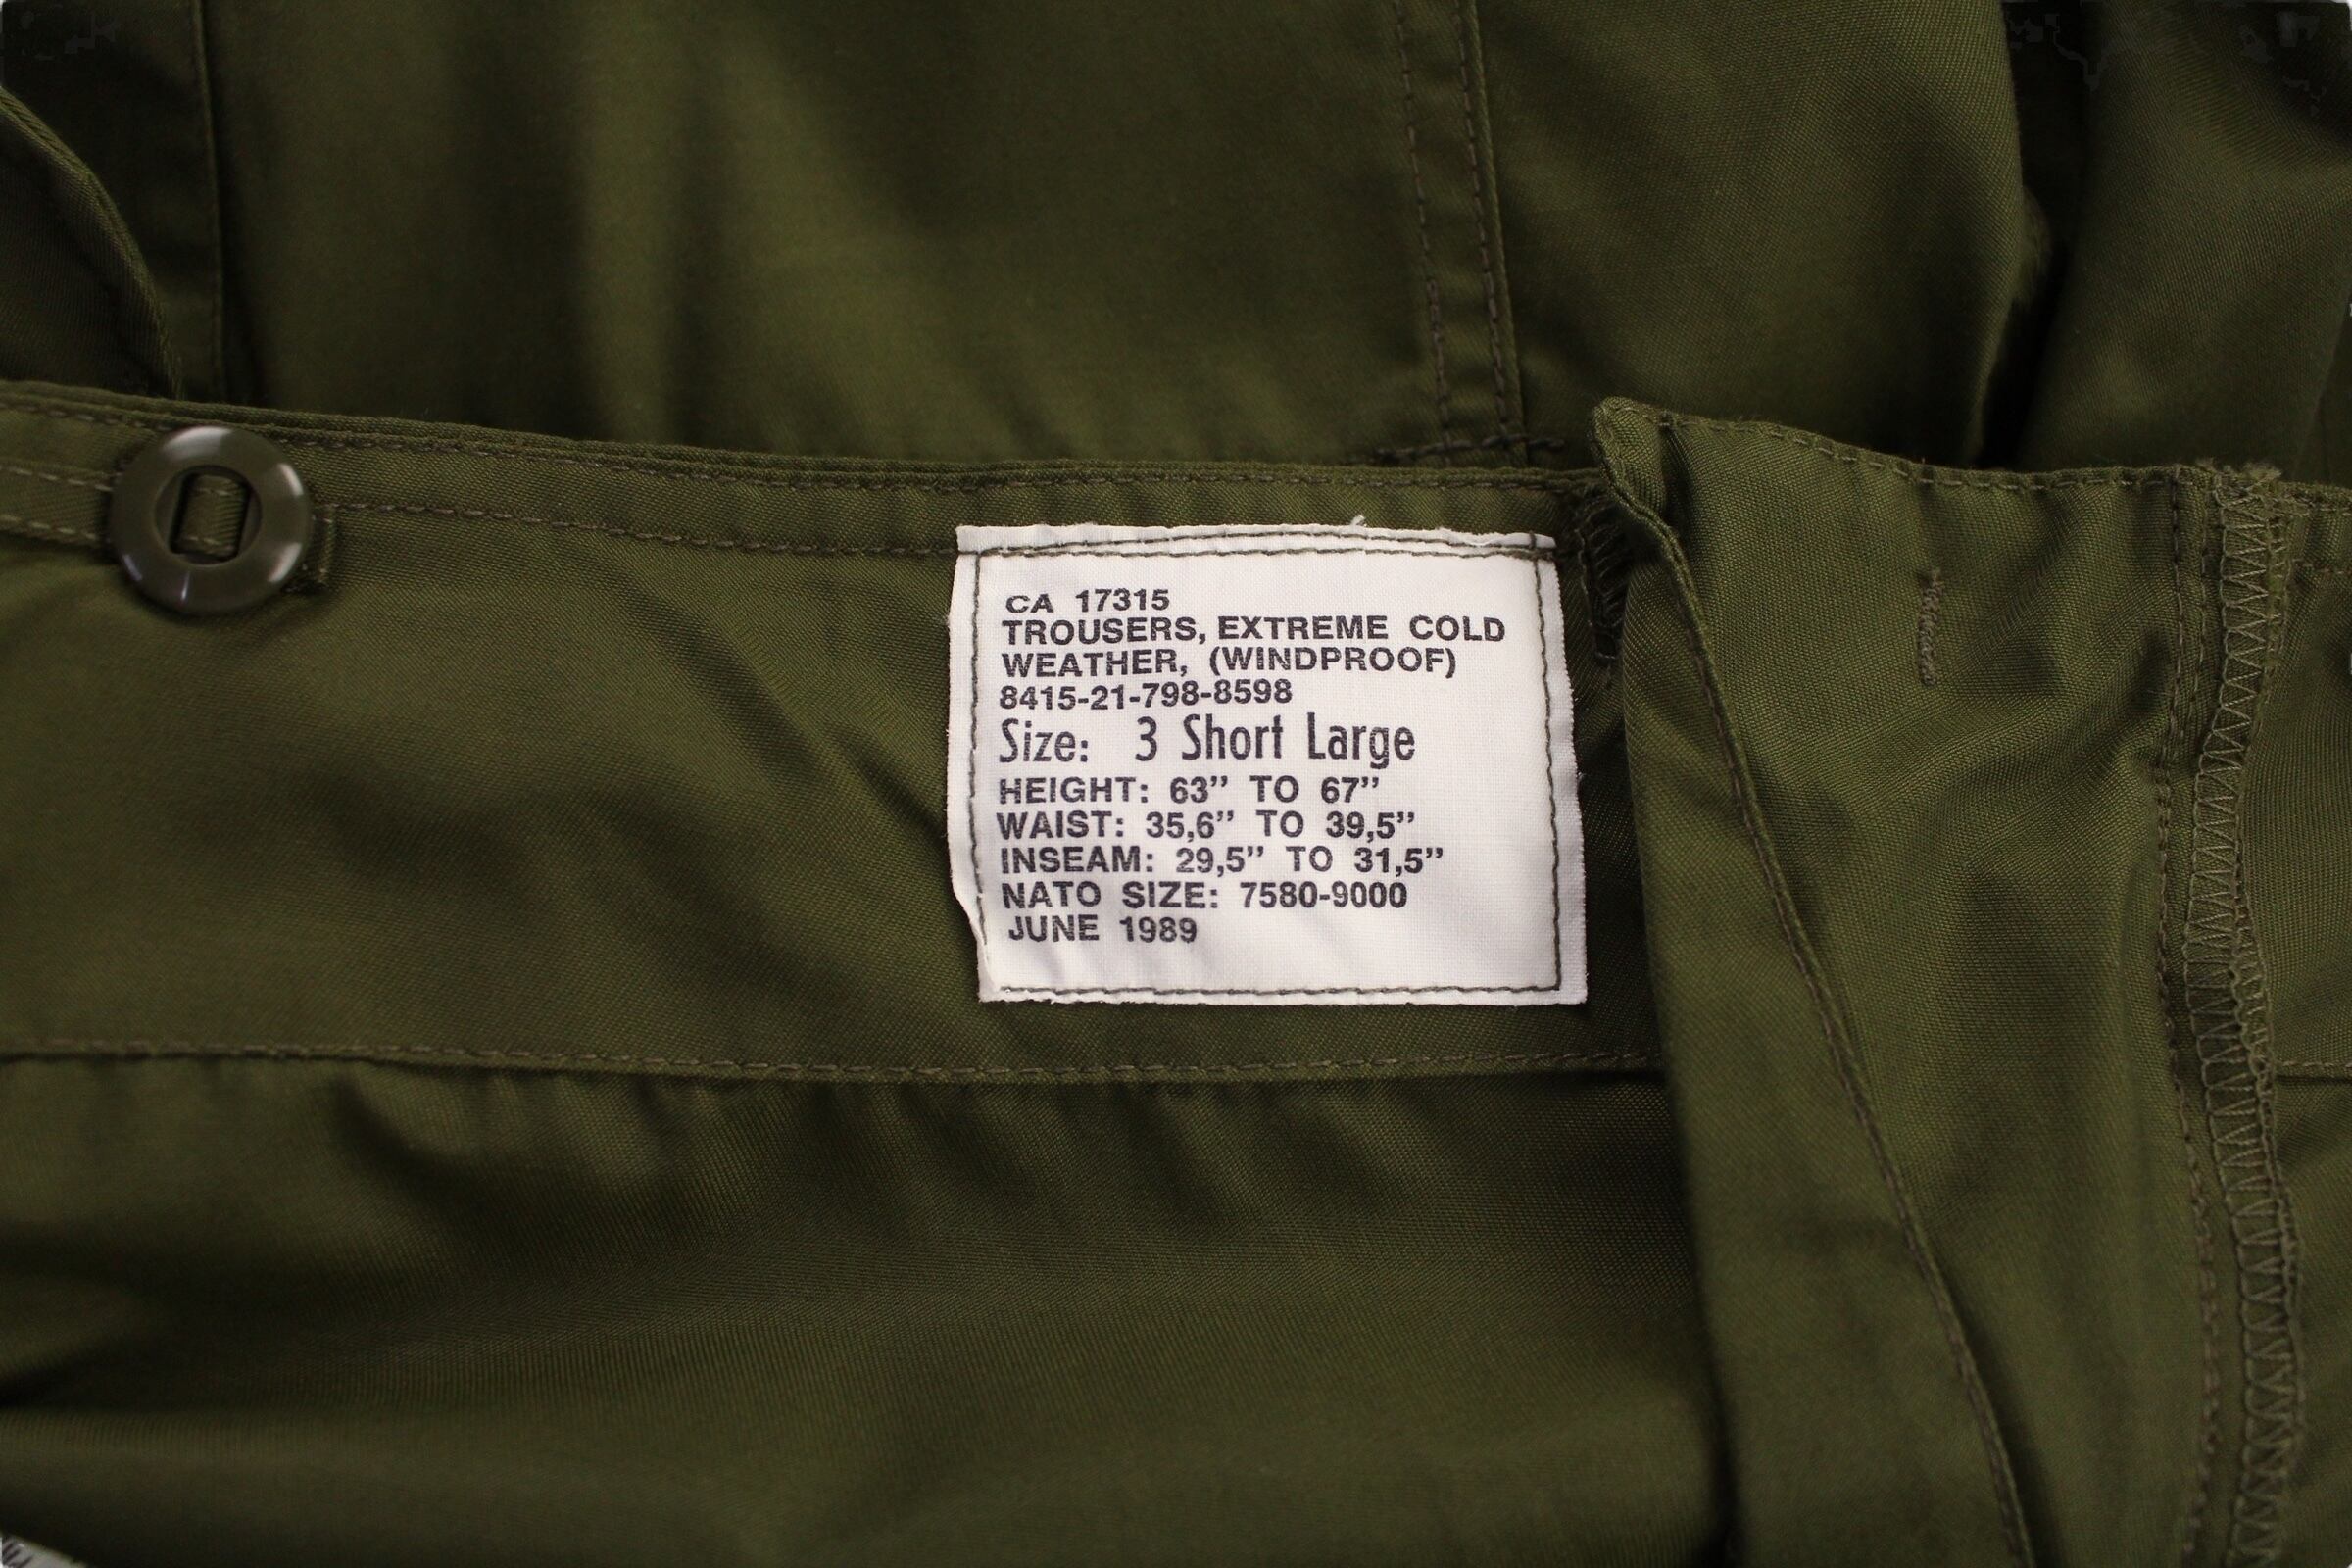 CA 17315
TROUSERS, EXTREME COLD
WEATHER, (WINDPROOF)
8415-21-798-8598
Size: 3 Short Large
HEIGHT: 63” TO 67”
WAIST: 35,6” TO 39,5”
INSEAM: 29,5” TO 31,5”
NATO SIZE: 7580-9000
JUNE 1989